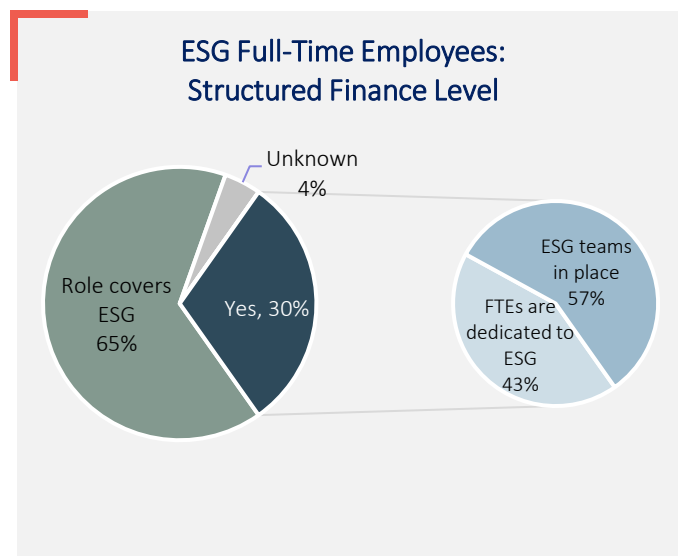 ESG Full-Time Employees:
Structured Finance Level
Unknown
4%
Role covers
ESG
65%
Yes, 30%
ESG teams
in place
57%
FTEs are
dedicated to
ESG
43%